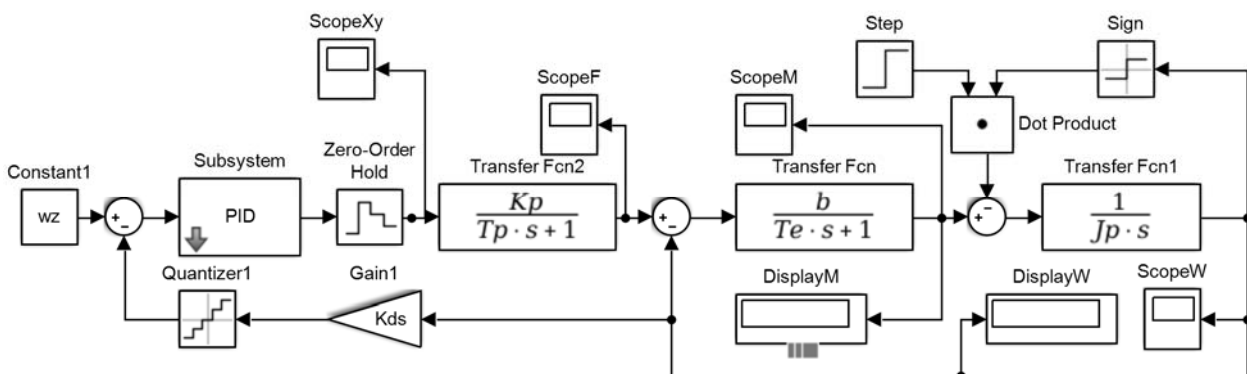 ScopeXy
Step
Sign
ScopeF
ScopeM
Dot Product
Constant1
Subsystem
Zero-Order
Hold
Transfer Fcn2
Transfer Fcn
Transfer Fcn1
wz
+
−
PID
Kp
Tp · s + 1
+
−
b
Te · s + 1
+
−
1
Jp · s
Quantizer1
Gain1
Kds
DisplayM
DisplayW
ScopeW